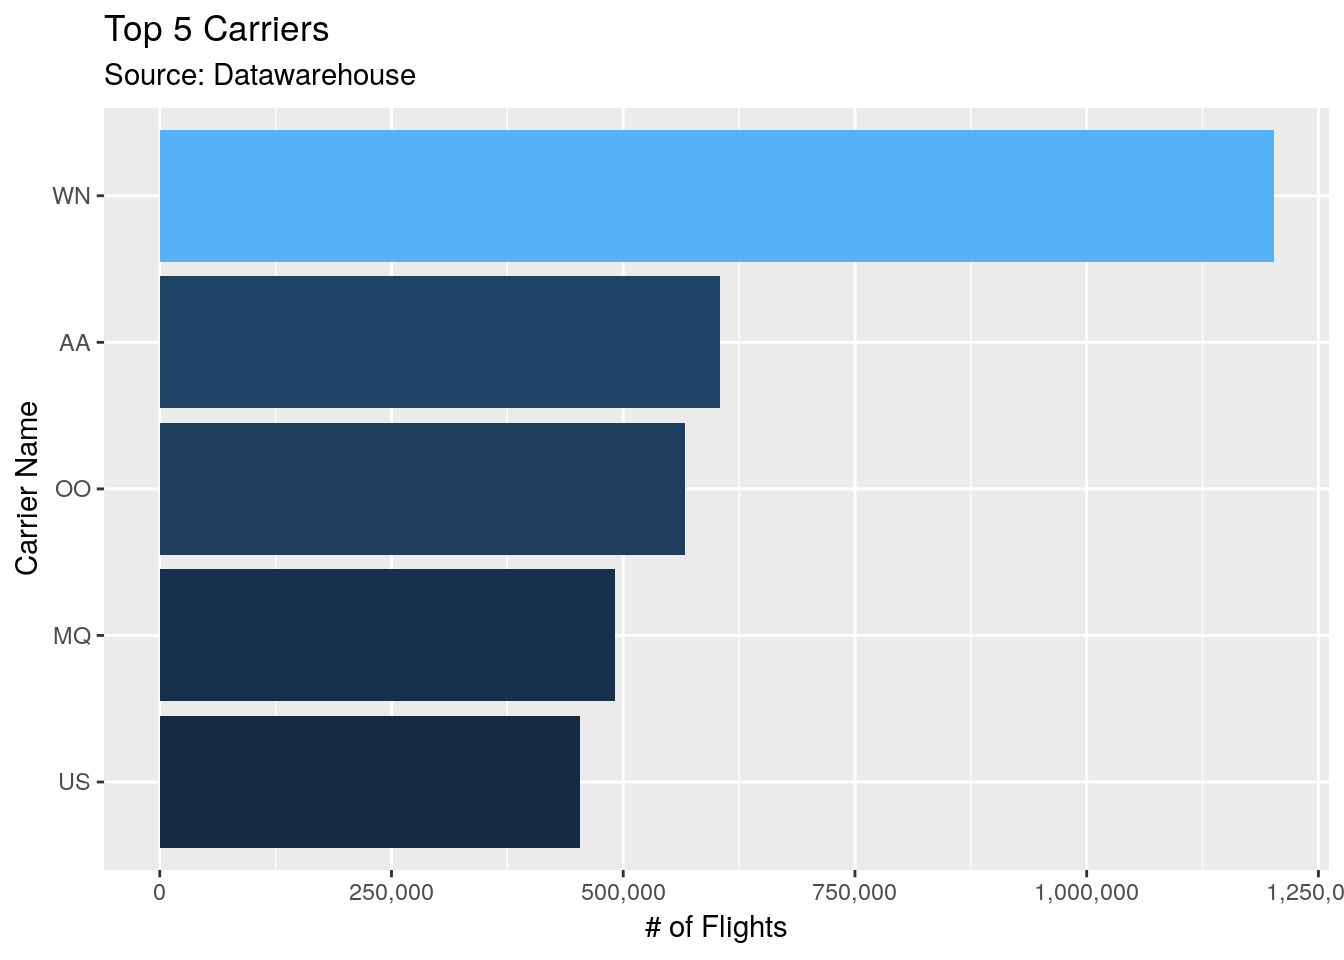 Top 5 Carriers
Source: Datawarehouse
WN
AA
OO
MQ
US
Carrier Name
0
250,000
500,000
750,000
1,000,000
1,250,0
# of Flights